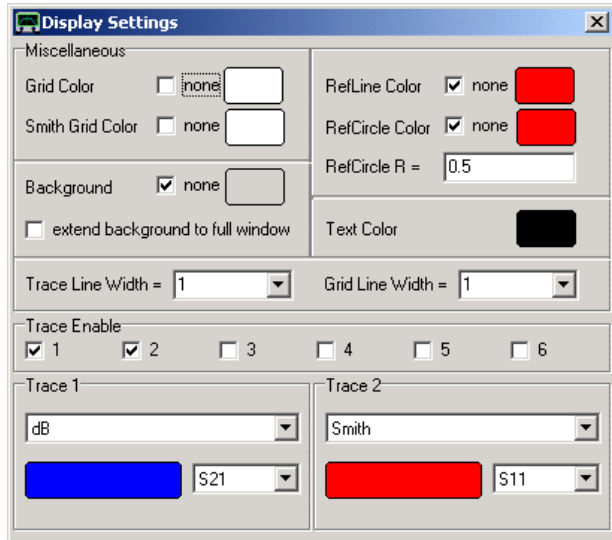 Display Settings
Miscellaneous
Grid Color none
Smith Grid Color none
RefLine Color none
RefCircle Color none
RefCircle R = 0.5
Background none
extend background to full window
Text Color
Trace Line Width = 1
Grid Line Width = 1
Trace Enable
1 2 3 4 5 6
Trace 1
dB
S21
Trace 2
Smith
S11